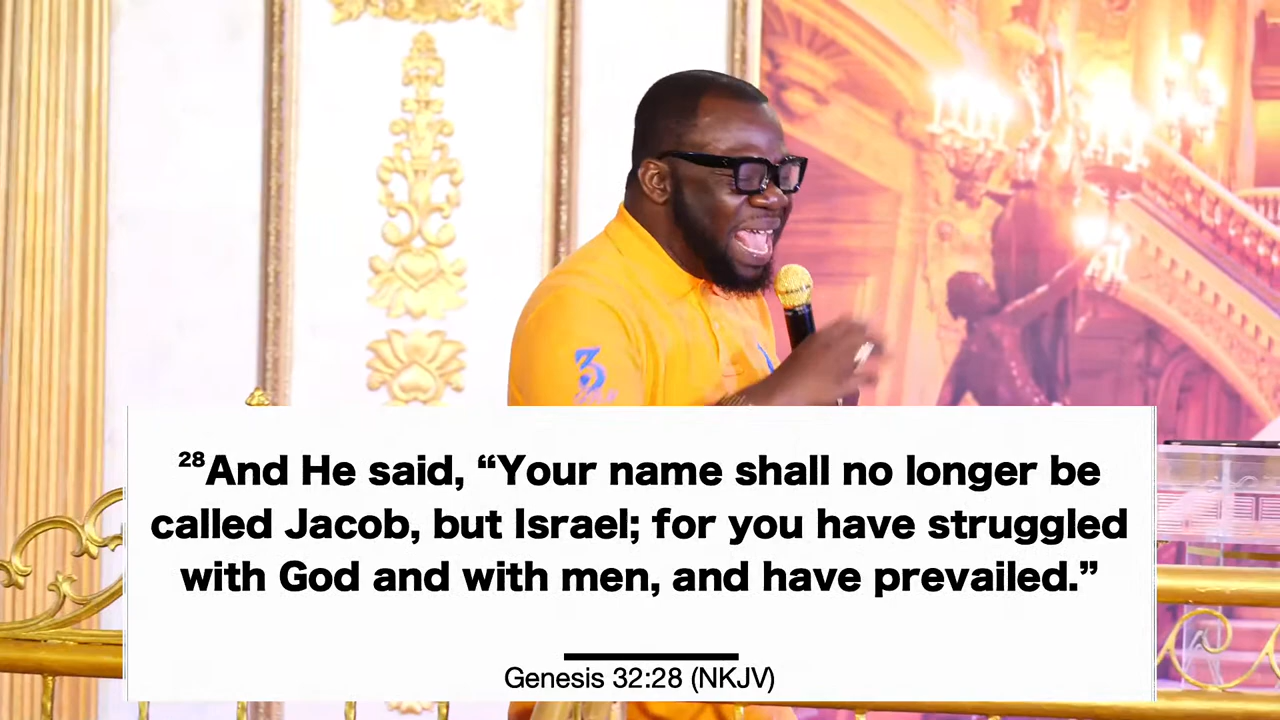 3
²⁸And He said, “Your name shall no longer be
called Jacob, but Israel; for you have struggled
with God and with men, and have prevailed.”
Genesis 32:28 (NKJV)